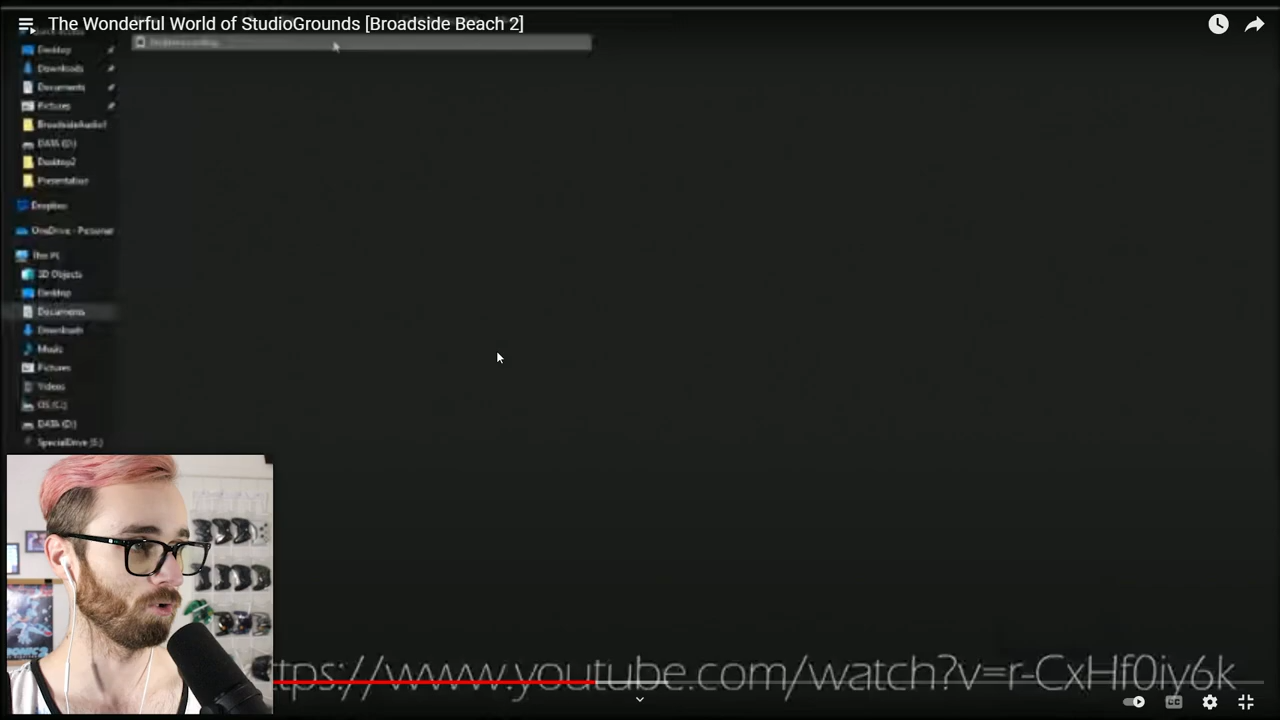 The Wonderful World of StudioGrounds [Broadside Beach 2]
Desktop
Downloads
Documents
Pictures
BroadsideAudio1
DATA (D:)
Desktop2
Presentation
Dropbox
OneDrive - Personal
This PC
3D Objects
Desktop
Documents
Downloads
Music
Pictures
Videos
OS (C:)
DATA (D:)
SpecialDrive (E:)
ttps://www.youtube.com/watch?v=r-CxHf0iy6k
CC